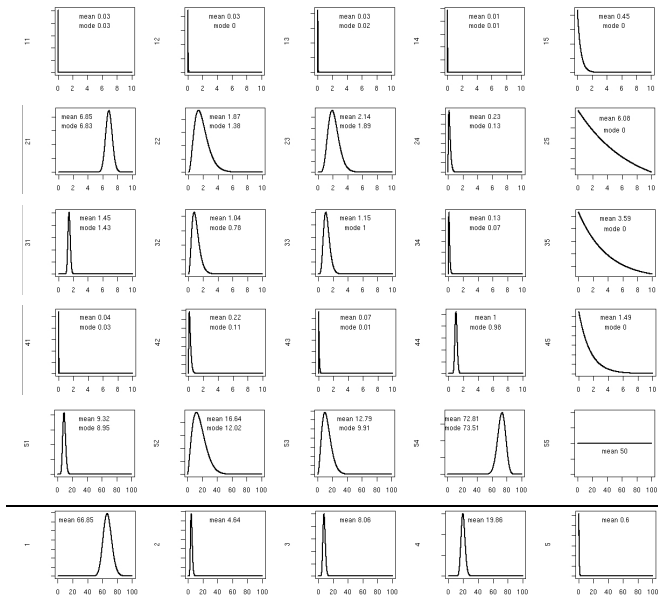 11 mean 0.03 12 mean 0.03 13 mean 0.03 14 mean 0.01 15 mean 0.45
mode 0.03 mode 0 mode 0.02 mode 0.01 mode 0
0 2 4 6 8 10 0 2 4 6 8 10 0 2 4 6 8 10 0 2 4 6 8 10 0 2 4 6 8 10
21 mean 6.85 22 mean 1.87 23 mean 2.14 24 mean 0.23 25 mean 6.08
mode 6.83 mode 1.38 mode 1.89 mode 0.13 mode 0
0 2 4 6 8 10 0 2 4 6 8 10 0 2 4 6 8 10 0 2 4 6 8 10 0 2 4 6 8 10
31 mean 1.45 32 mean 1.04 33 mean 1.15 34 mean 0.13 35 mean 3.59
mode 1.43 mode 0.78 mode 1 mode 0.07 mode 0
0 2 4 6 8 10 0 2 4 6 8 10 0 2 4 6 8 10 0 2 4 6 8 10 0 2 4 6 8 10
41 mean 0.04 42 mean 0.22 43 mean 0.07 44 mean 1 45 mean 1.49
mode 0.03 mode 0.11 mode 0.01 mode 0.98 mode 0
0 2 4 6 8 10 0 2 4 6 8 10 0 2 4 6 8 10 0 2 4 6 8 10 0 2 4 6 8 10
51 mean 9.32 52 mean 16.64 53 mean 12.79 54 mean 72.81 55 mean 50
mode 8.95 mode 12.02 mode 9.91 mode 73.51
0 20 40 60 80 100 0 20 40 60 80 100 0 20 40 60 80 100 0 20 40 60 80 100 0 20 40 60 80 100
1 mean 66.85 2 mean 4.64 3 mean 8.06 4 mean 19.86 5 mean 0.6
0 20 40 60 80 100 0 20 40 60 80 100 0 20 40 60 80 100 0 20 40 60 80 100 0 20 40 60 80 100